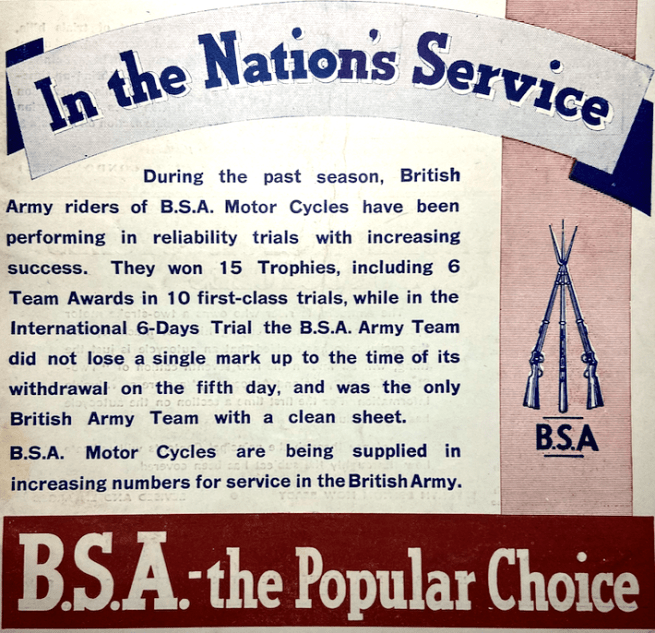 In the Nation's Service
During the past season, British
Army riders of B.S.A. Motor Cycles have been
performing in reliability trials with increasing
success. They won 15 Trophies, including 6
Team Awards in 10 first-class trials, while in the
International 6-Days Trial the B.S.A. Army Team
did not lose a single mark up to the time of its
withdrawal on the fifth day, and was the only
British Army Team with a clean sheet.
B.S.A. Motor Cycles are being supplied in
increasing numbers for service in the British Army.
B.S.A
B.S.A.-the Popular Choice